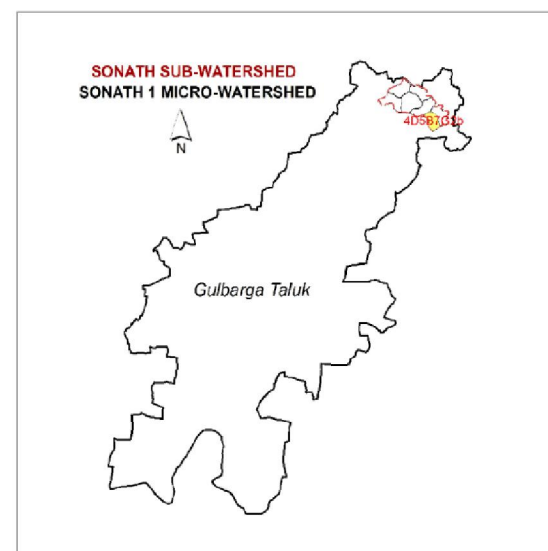 SONATH SUB-WATERSHED
SONATH 1 MICRO-WATERSHED
N
Gulbarga Taluk